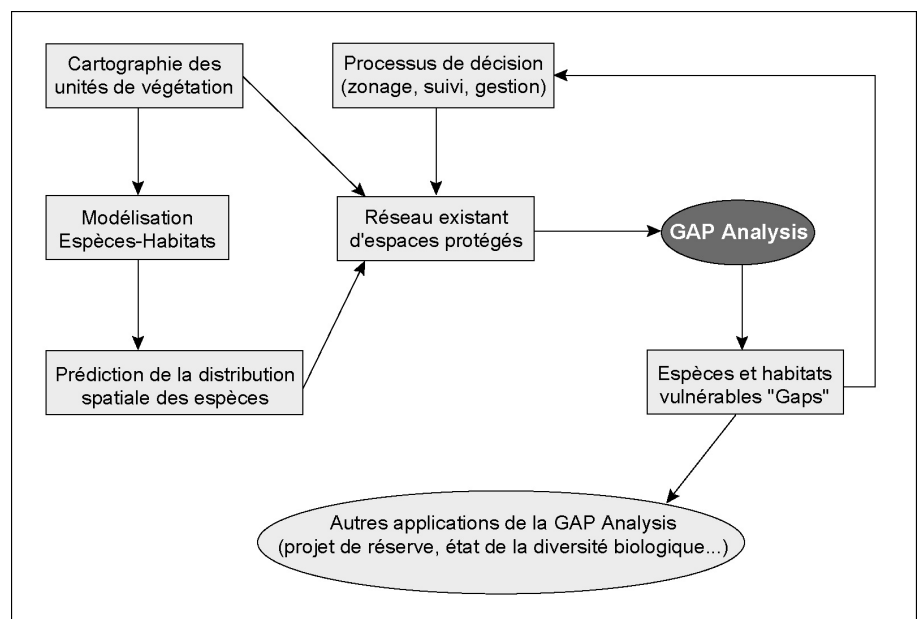 Cartographie des
unités de végétation
Processus de décision
(zonage, suivi, gestion)
Modélisation
Espèces-Habitats
Réseau existant
d'espaces protégés
GAP Analysis
Prédiction de la distribution
spatiale des espèces
Espèces et habitats
vulnérables "Gaps"
Autres applications de la GAP Analysis
(projet de réserve, état de la diversité biologique...)